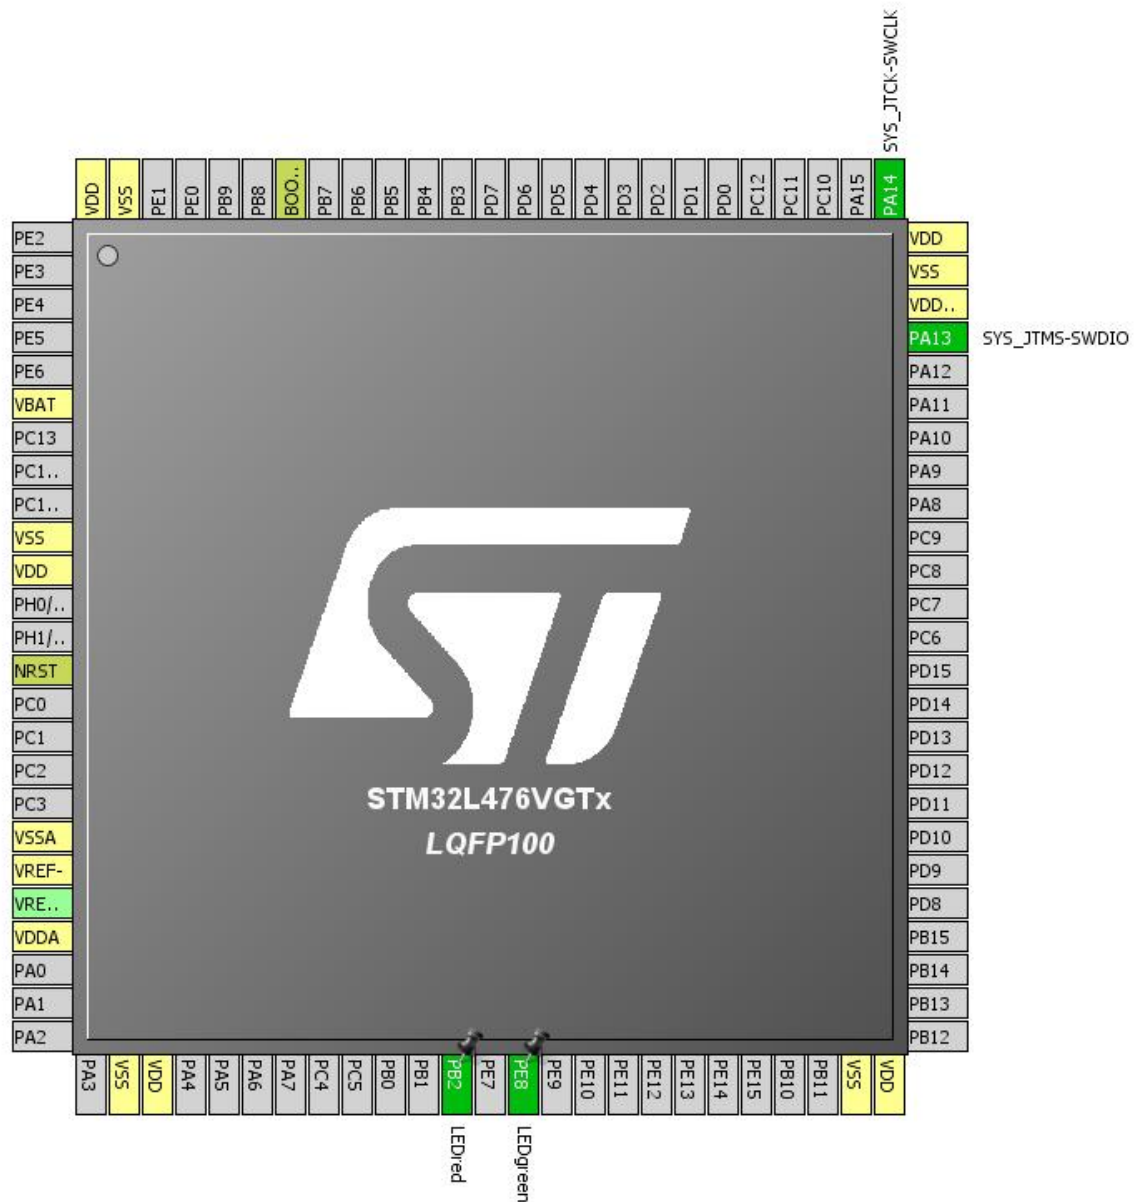 SYS_JTCK-SWCLK
VDD
VSS
PE1
PE0
PB9
PB8
BOO..
PB7
PB6
PB5
PB4
PB3
PD7
PD6
PD5
PD4
PD3
PD2
PD1
PD0
PC12
PC11
PC10
PA15
PA14
PE2
PE3
PE4
PE5
PE6
VBAT
PC13
PC1..
PC1..
VSS
VDD
PH0/..
PH1/..
NRST
PC0
PC1
PC2
PC3
VSSA
VREF-
VRE..
VDDA
PA0
PA1
PA2
ST
STM32L476VGTx
LQFP100
VDD
VSS
VDD..
PA13 SYS_JTMS-SWDIO
PA12
PA11
PA10
PA9
PA8
PC9
PC8
PC7
PC6
PD15
PD14
PD13
PD12
PD11
PD10
PD9
PD8
PB15
PB14
PB13
PB12
PA3
VSS
VDD
PA4
PA5
PA6
PA7
PC4
PC5
PB0
PB1
PB2
PE7
PE8
PE9
PE10
PE11
PE12
PE13
PE14
PE15
PB10
PB11
VSS
VDD
LEDred
LEDgreen